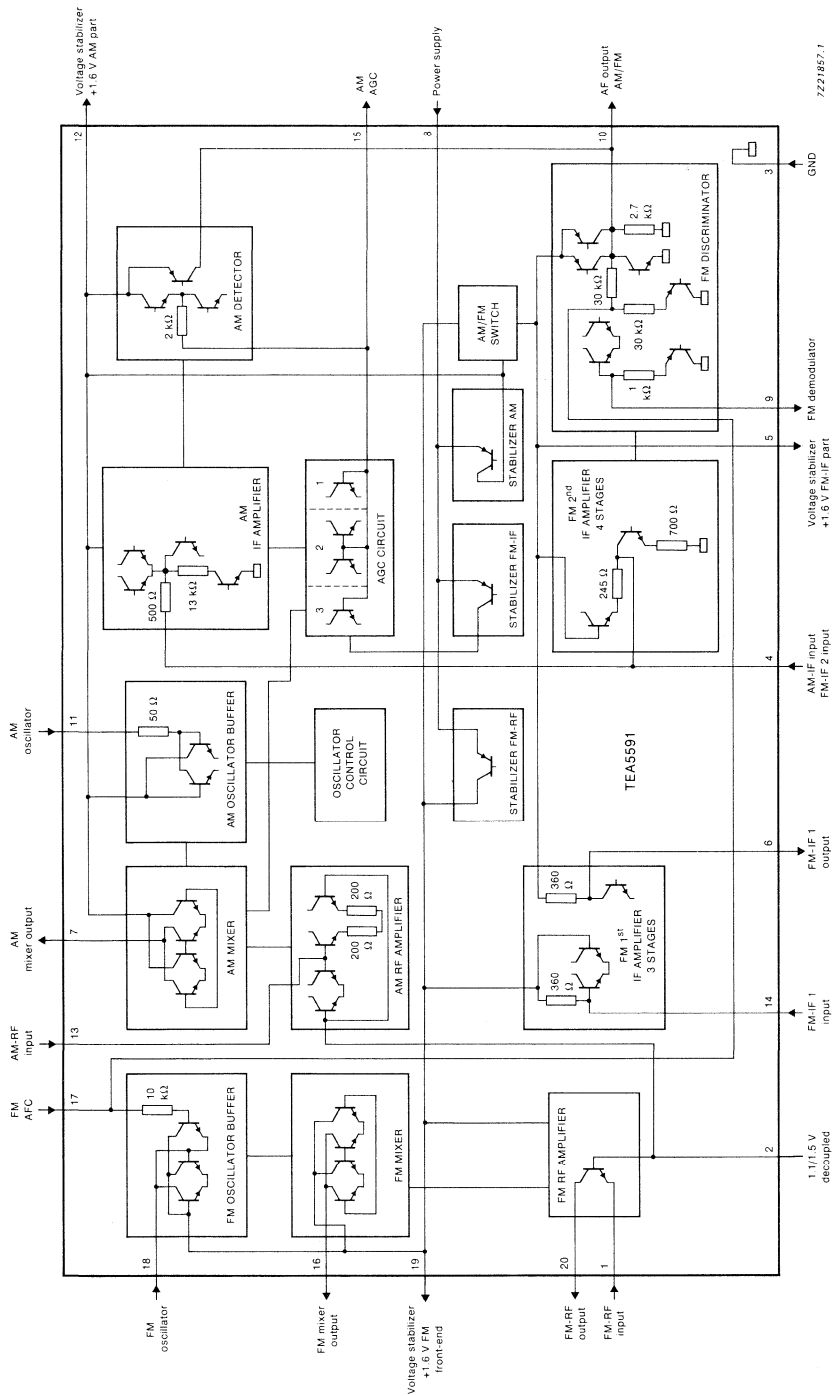 FM
AFC
17
AM-RF
input
13
AM
mixer output
7
AM
oscillator
11
Voltage stabilizer
+1.6 V AM part
12
FM
oscillator
18
10
kΩ
FM OSCILLATOR BUFFER
AM MIXER
50 Ω
AM OSCILLATOR BUFFER
500 Ω
13 kΩ
AM
IF AMPLIFIER
2 kΩ
AM DETECTOR
FM mixer
output
16
FM MIXER
200
Ω
200
Ω
AM RF AMPLIFIER
OSCILLATOR
CONTROL
CIRCUIT
3
2
1
AGC CIRCUIT
15
AM
AGC
Voltage stabilizer
+1.6 V FM
front-end
19
STABILIZER FM-RF
STABILIZER FM-IF
STABILIZER AM
AM/FM
SWITCH
8
Power supply
FM-RF
output
20
FM-RF
input
1
FM RF AMPLIFIER
360
Ω
360
Ω
FM 1st
IF AMPLIFIER
3 STAGES
TEA5591
245 Ω
700 Ω
FM 2nd
IF AMPLIFIER
4 STAGES
1
kΩ
30 kΩ
30 kΩ
2.7
kΩ
FM DISCRIMINATOR
10
AF output
AM/FM
2
1.1/1.5 V
decoupled
14
FM-IF 1
input
6
FM-IF 1
output
4
AM-IF input
FM-IF 2 input
5
Voltage stabilizer
+1.6 V FM-IF part
9
FM demodulator
3
GND
7Z21857.1